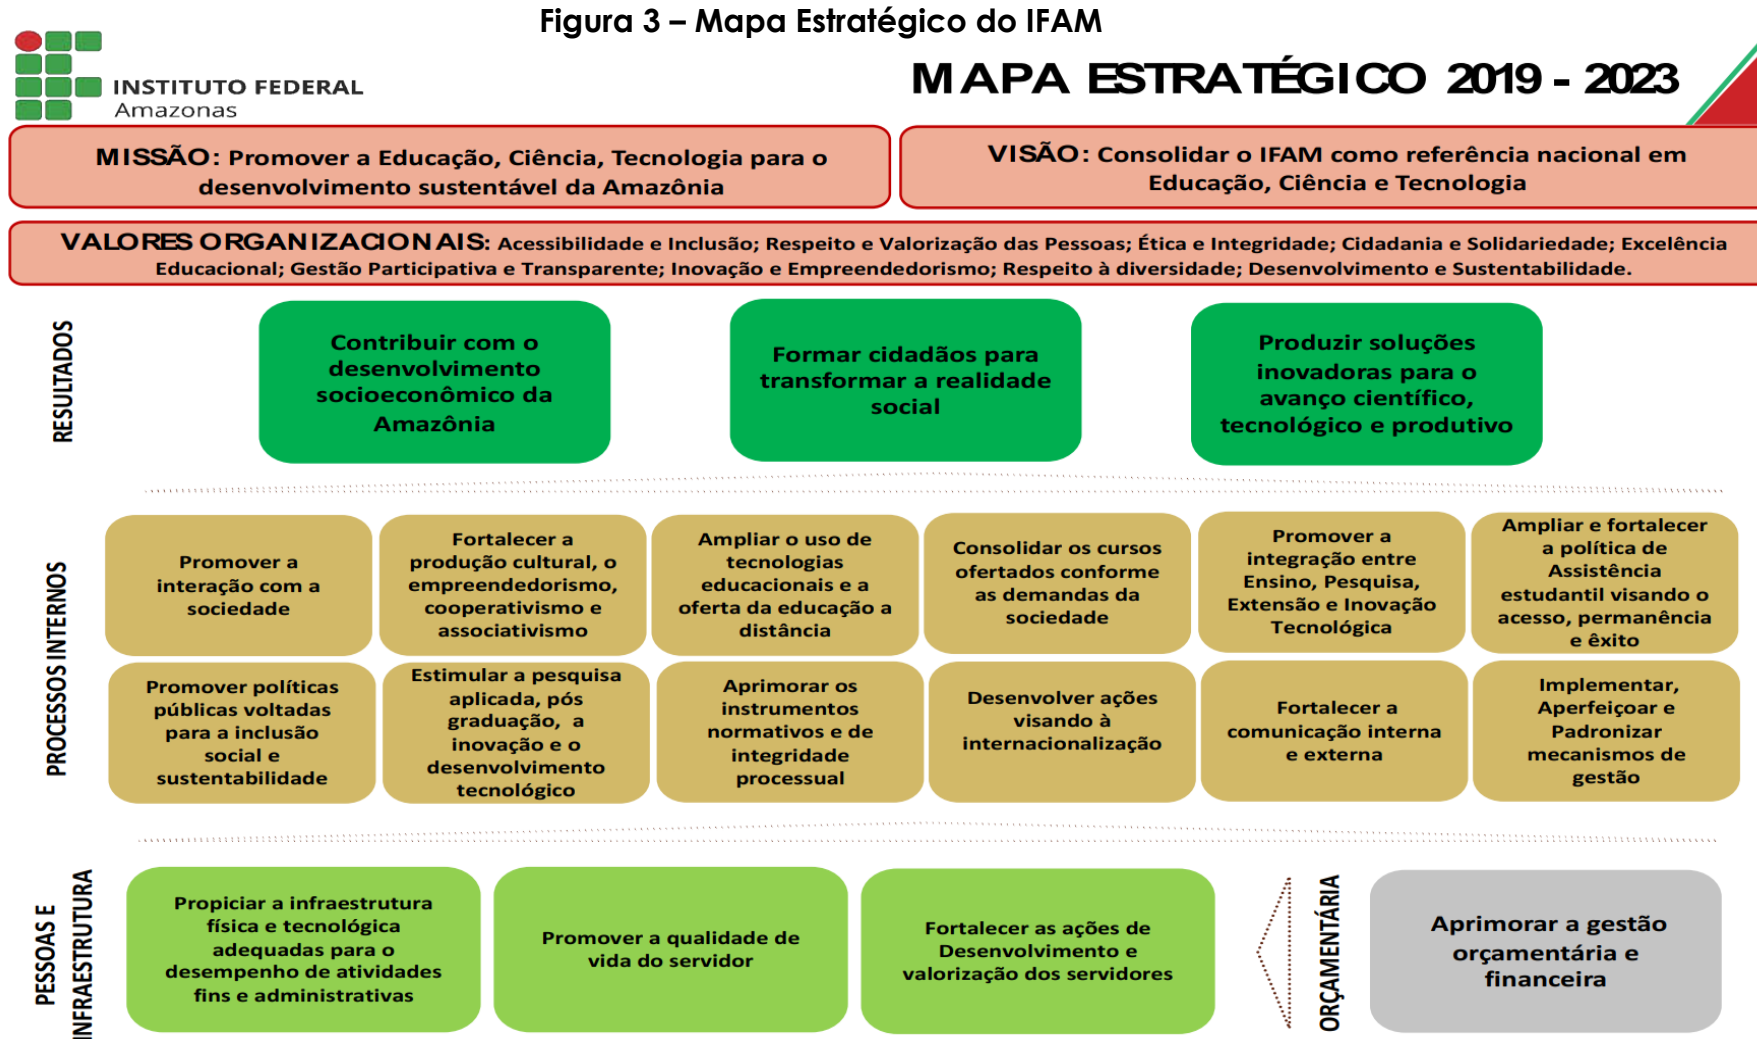 Figura 3 – Mapa Estratégico do IFAM
INSTITUTO FEDERAL
Amazonas
MAPA ESTRATÉGICO 2019 - 2023
MISSÃO: Promover a Educação, Ciência, Tecnologia para o
desenvolvimento sustentável da Amazônia
VISÃO: Consolidar o IFAM como referência nacional em
Educação, Ciência e Tecnologia
VALORES ORGANIZACIONAIS: Acessibilidade e Inclusão; Respeito e Valorização das Pessoas; Ética e Integridade; Cidadania e Solidariedade; Excelência
Educacional; Gestão Participativa e Transparente; Inovação e Empreendedorismo; Respeito à diversidade; Desenvolvimento e Sustentabilidade.
RESULTADOS
Contribuir com o
desenvolvimento
socioeconômico da
Amazônia
Formar cidadãos para
transformar a realidade
social
Produzir soluções
inovadoras para o
avanço científico,
tecnológico e produtivo
PROCESSOS INTERNOS
Promover a
interação com a
sociedade
Fortalecer a
produção cultural, o
empreendedorismo,
cooperativismo e
associativismo
Ampliar o uso de
tecnologias
educacionais e a
oferta da educação a
distância
Consolidar os cursos
ofertados conforme
as demandas da
sociedade
Promover a
integração entre
Ensino, Pesquisa,
Extensão e Inovação
Tecnológica
Ampliar e fortalecer
a política de
Assistência
estudantil visando o
acesso, permanência
e êxito
Promover políticas
públicas voltadas
para a inclusão
social e
sustentabilidade
Estimular a pesquisa
aplicada, pós
graduação, a
inovação e o
desenvolvimento
tecnológico
Aprimorar os
instrumentos
normativos e de
integridade
processual
Desenvolver ações
visando à
internacionalização
Fortalecer a
comunicação interna
e externa
Implementar,
Aperfeiçoar e
Padronizar
mecanismos de
gestão
PESSOAS E
INFRAESTRUTURA
Propiciar a infraestrutura
física e tecnológica
adequadas para o
desempenho de atividades
fins e administrativas
Promover a qualidade de
vida do servidor
Fortalecer as ações de
Desenvolvimento e
valorização dos servidores
ORÇAMENTÁRIA
Aprimorar a gestão
orçamentária e
financeira